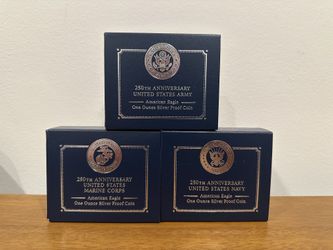 250TH ANNIVERSARY
UNITED STATES ARMY
American Eagle
One Ounce Silver Proof Coin
250TH ANNIVERSARY
UNITED STATES
MARINE CORPS
American Eagle
One Ounce Silver Proof Coin
250TH ANNIVERSARY
UNITED STATES NAVY
American Eagle
One Ounce Silver Proof Coin